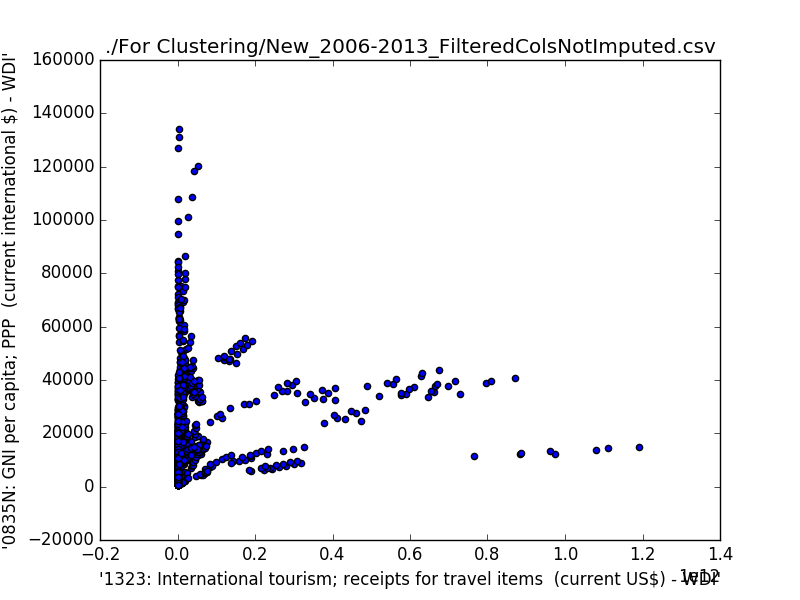 ./For Clustering/New_2006-2013_FilteredColsNotImputed.csv
160000
140000
120000
100000
80000
60000
40000
20000
0
−20000
'0835N: GNI per capita; PPP (current international $) - WDI'
−0.2 0.0 0.2 0.4 0.6 0.8 1.0 1.2 1.4
1e12
'1323: International tourism; receipts for travel items (current US$) - WDI'